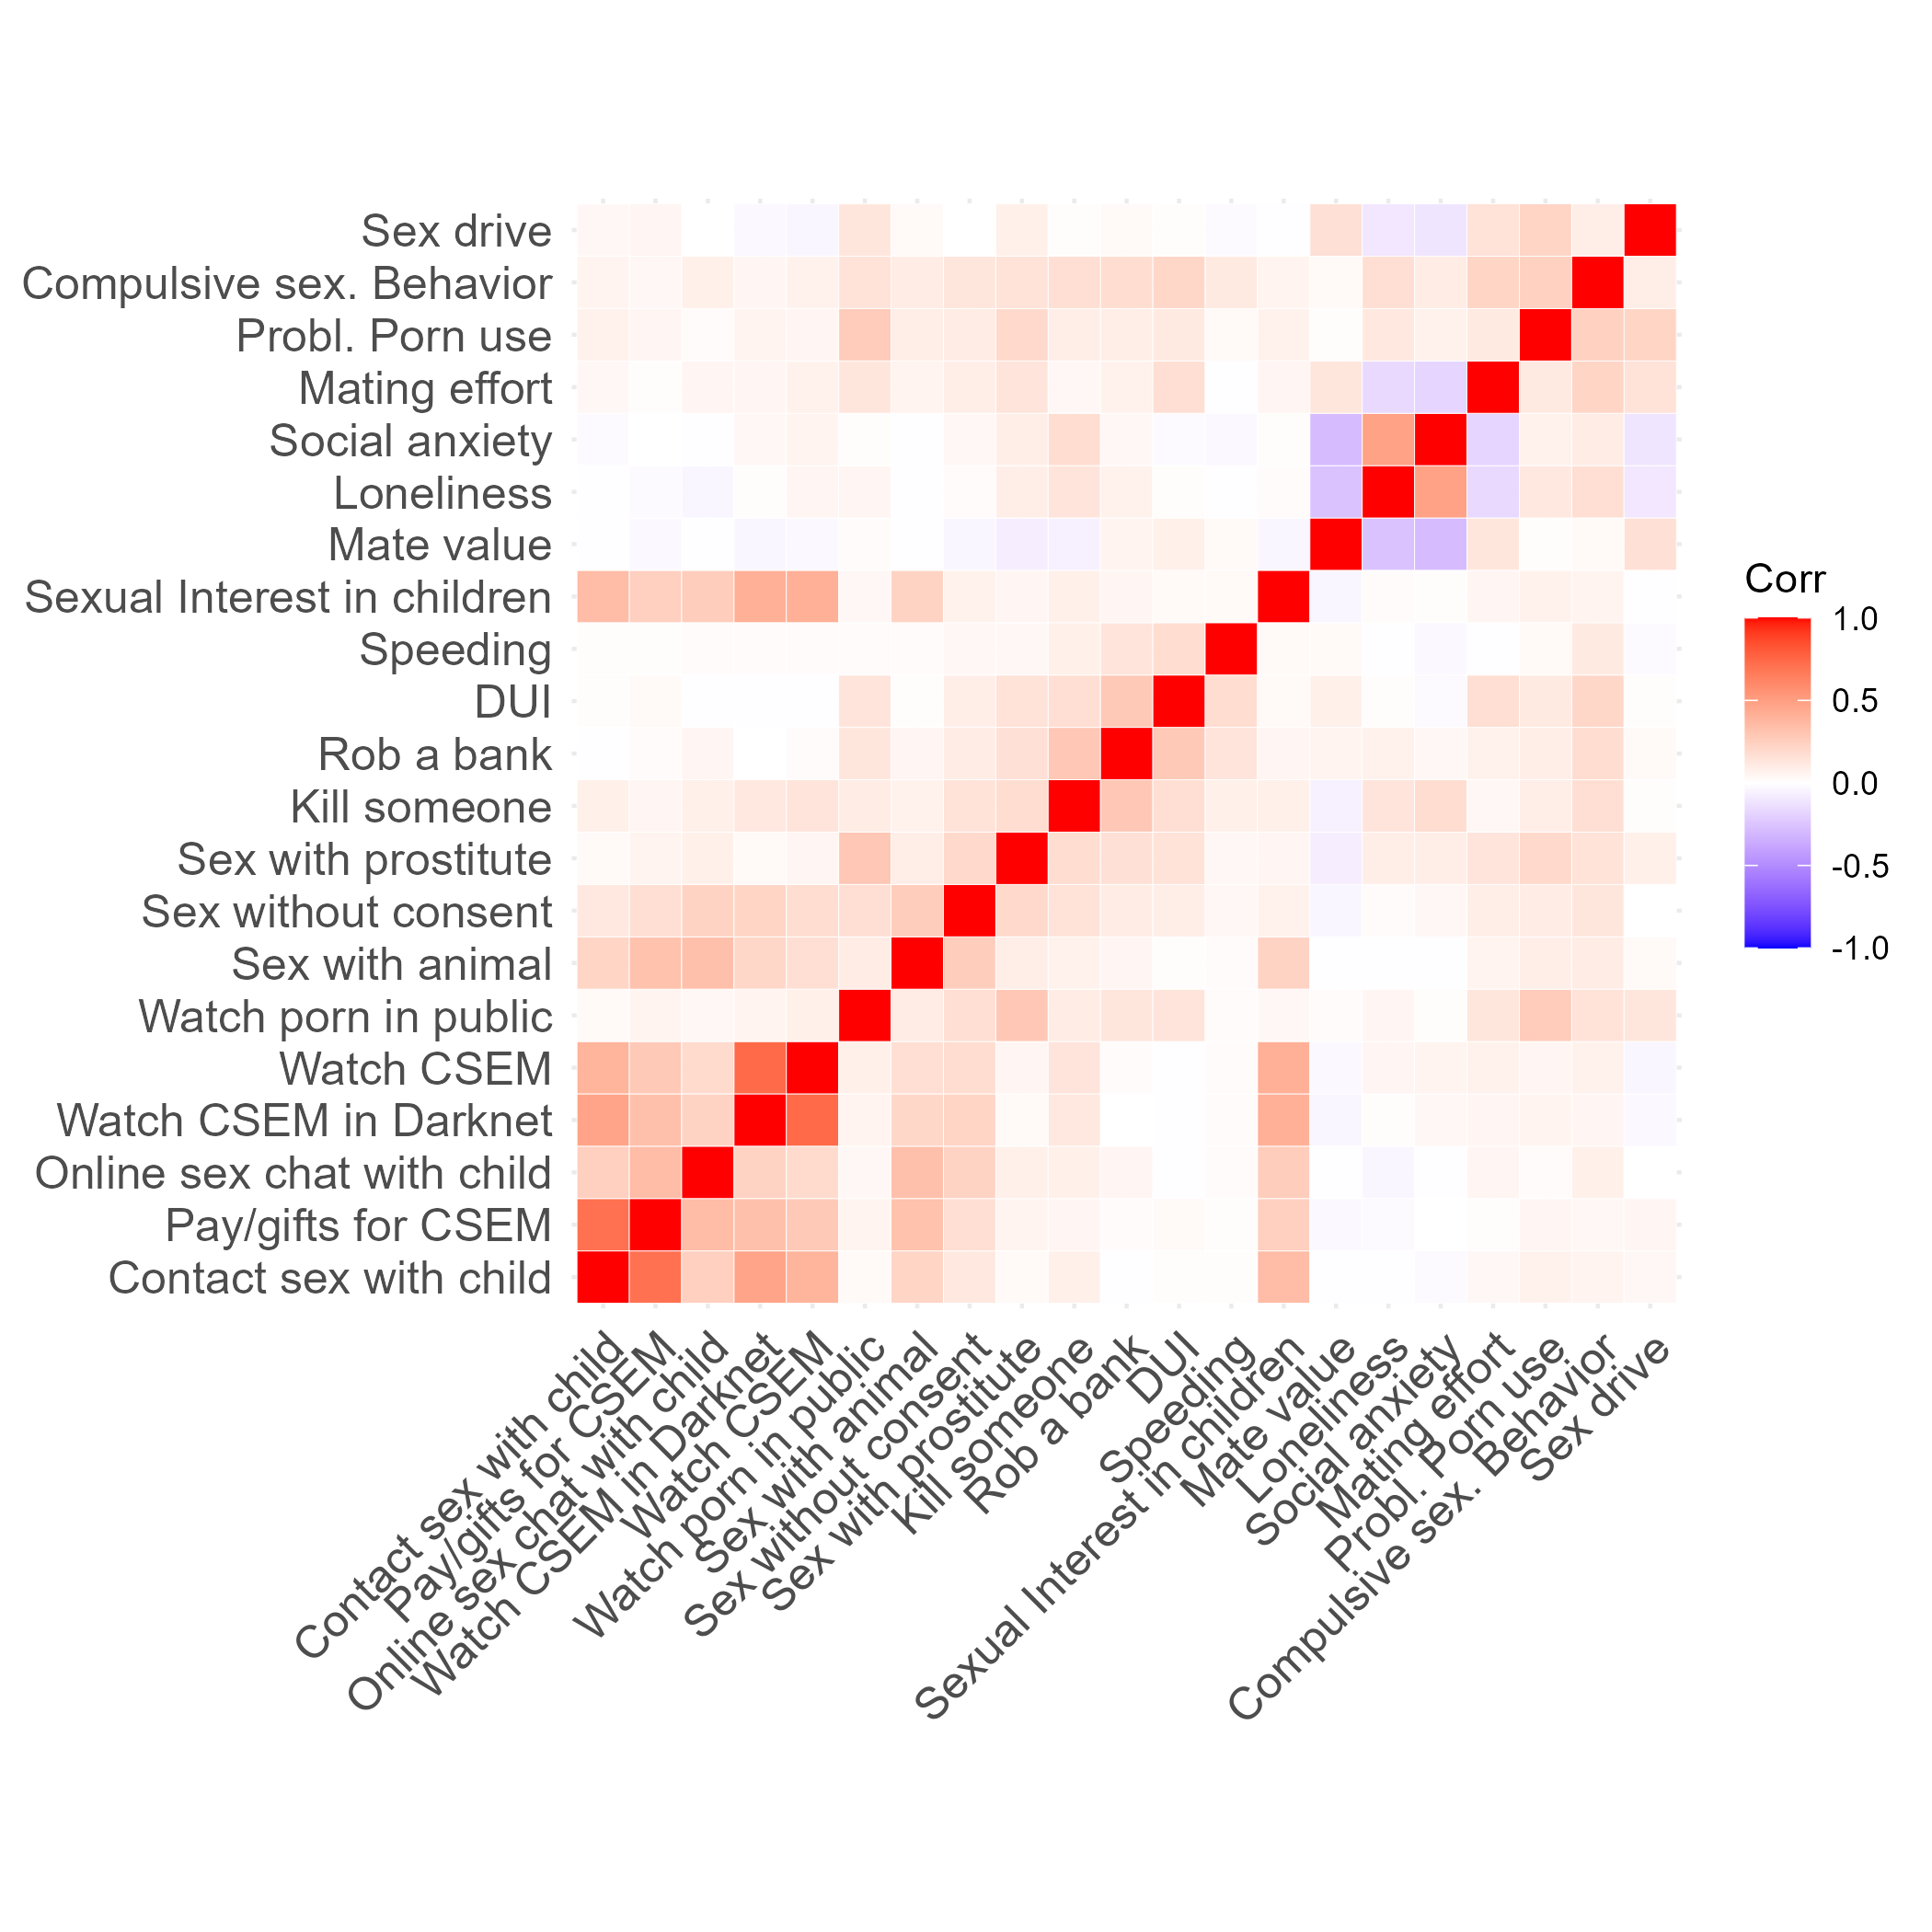 Sex drive
Compulsive sex. Behavior
Probl. Porn use
Mating effort
Social anxiety
Loneliness
Mate value
Sexual Interest in children
Speeding
DUI
Rob a bank
Kill someone
Sex with prostitute
Sex without consent
Sex with animal
Watch porn in public
Watch CSEM
Watch CSEM in Darknet
Online sex chat with child
Pay/gifts for CSEM
Contact sex with child
Contact sex with child
Pay/gifts for CSEM
Online sex chat with child
Watch CSEM in Darknet
Watch CSEM
Watch porn in public
Sex with animal
Sex without consent
Sex with prostitute
Kill someone
Rob a bank
DUI
Speeding
Sexual Interest in children
Mate value
Loneliness
Social anxiety
Mating effort
Probl. Porn use
Compulsive sex. Behavior
Sex drive
Corr
1.0
0.5
0.0
-0.5
-1.0